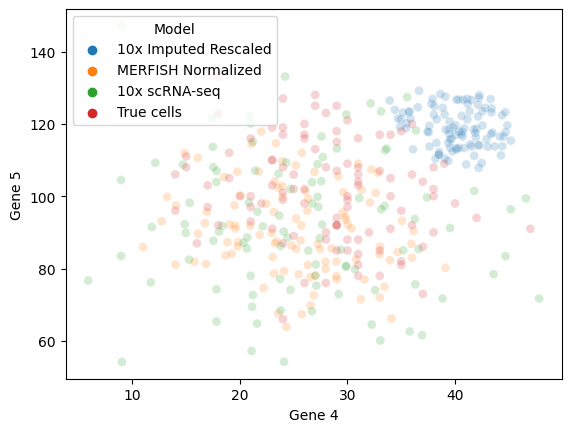 Model
10x Imputed Rescaled
MERFISH Normalized
10x scRNA-seq
True cells
140
120
100
80
60
Gene 5
10
20
30
40
Gene 4